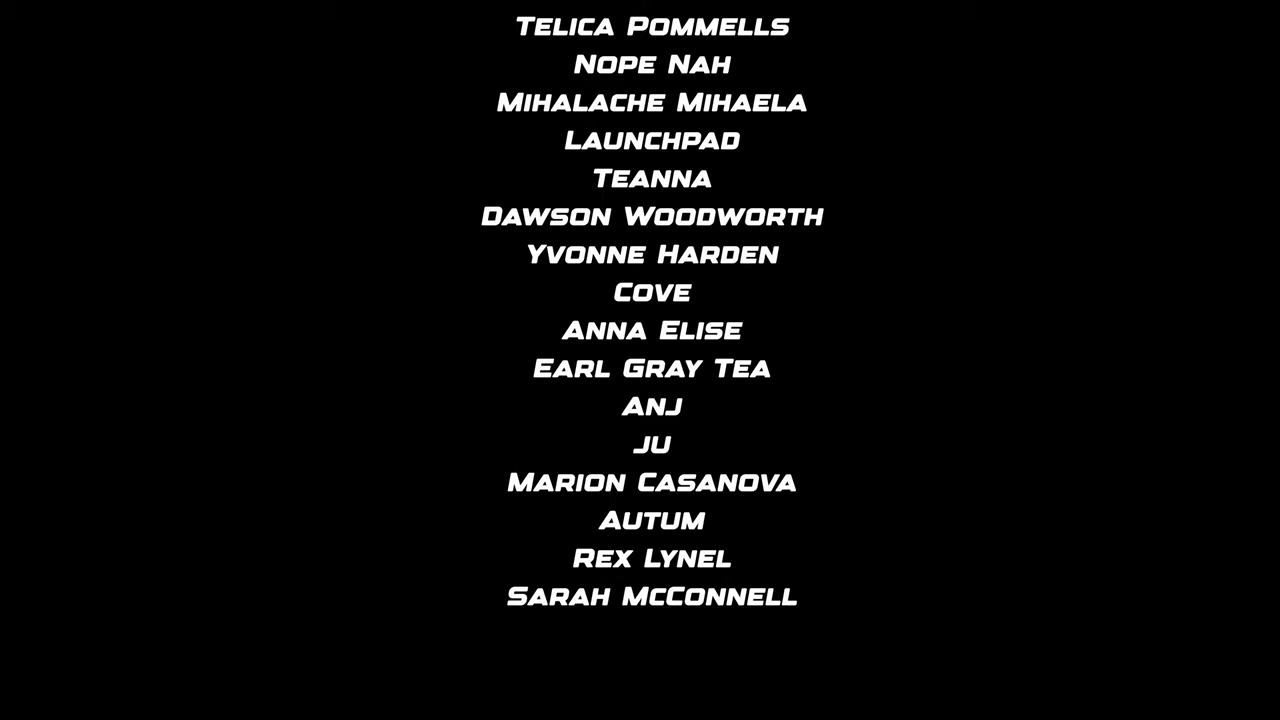 Telica Pommells
Nope Nah
Mihalache Mihaela
Launchpad
Teanna
Dawson Woodworth
Yvonne Harden
Cove
Anna Elise
Earl Gray Tea
Anj
JU
Marion Casanova
Autum
Rex Lynel
Sarah McConnell